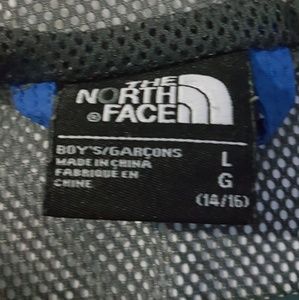 THE
NORTH
®FACE
BOY'S/GARÇONS
MADE IN CHINA
FABRIQUÉ EN
CHINE
L
G
(14/16)